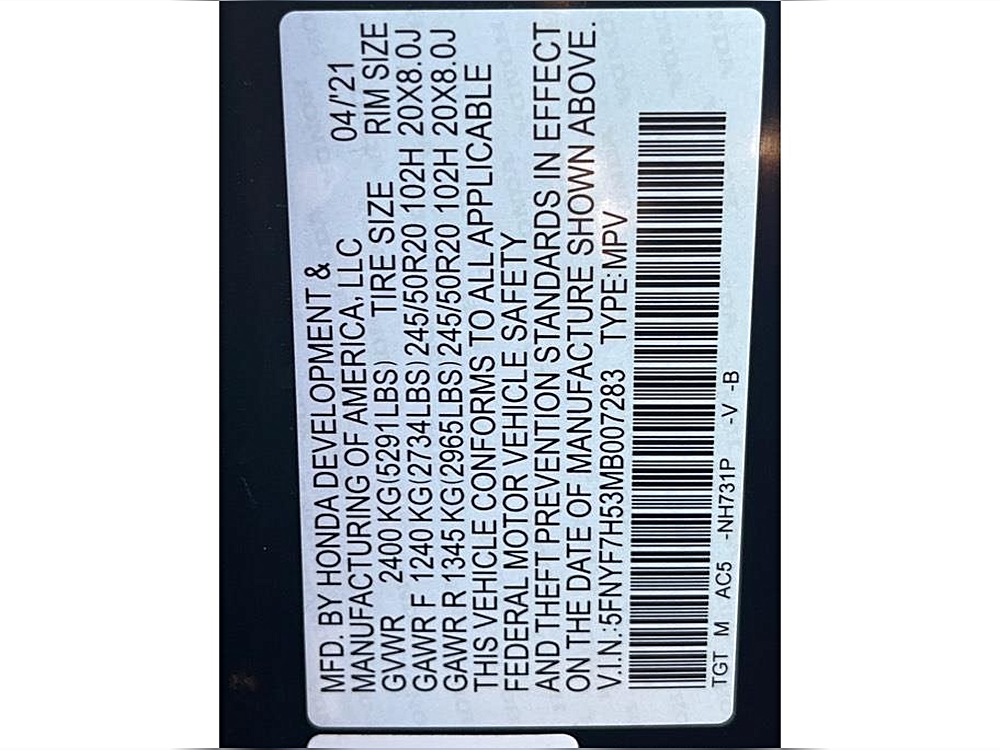 MFD. BY HONDA DEVELOPMENT &
MANUFACTURING OF AMERICA, LLC 04/'21
GVWR 2400 KG(5291LBS) TIRE SIZE RIM SIZE
GAWR F 1240 KG(2734LBS)245/50R20 102H 20X8.0J
GAWR R 1345 KG(2965LBS)245/50R20 102H 20X8.0J
THIS VEHICLE CONFORMS TO ALL APPLICABLE
FEDERAL MOTOR VEHICLE SAFETY
AND THEFT PREVENTION STANDARDS IN EFFECT
ON THE DATE OF MANUFACTURE SHOWN ABOVE.
V.I.N.:5FNYF7H53MB007283 TYPE:MPV
TGT M AC5 -NH731P -V -B